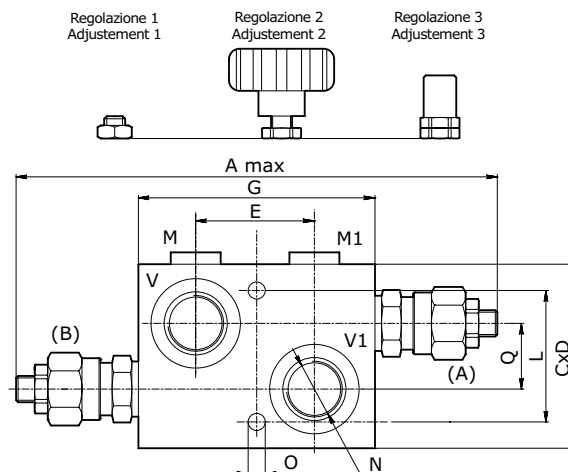 Regolazione 1
Adjustement 1
Regolazione 2
Adjustement 2
Regolazione 3
Adjustement 3
A max
G
E
M
M1
V
(B)
V1
(A)
Q
L
CxD
O
N